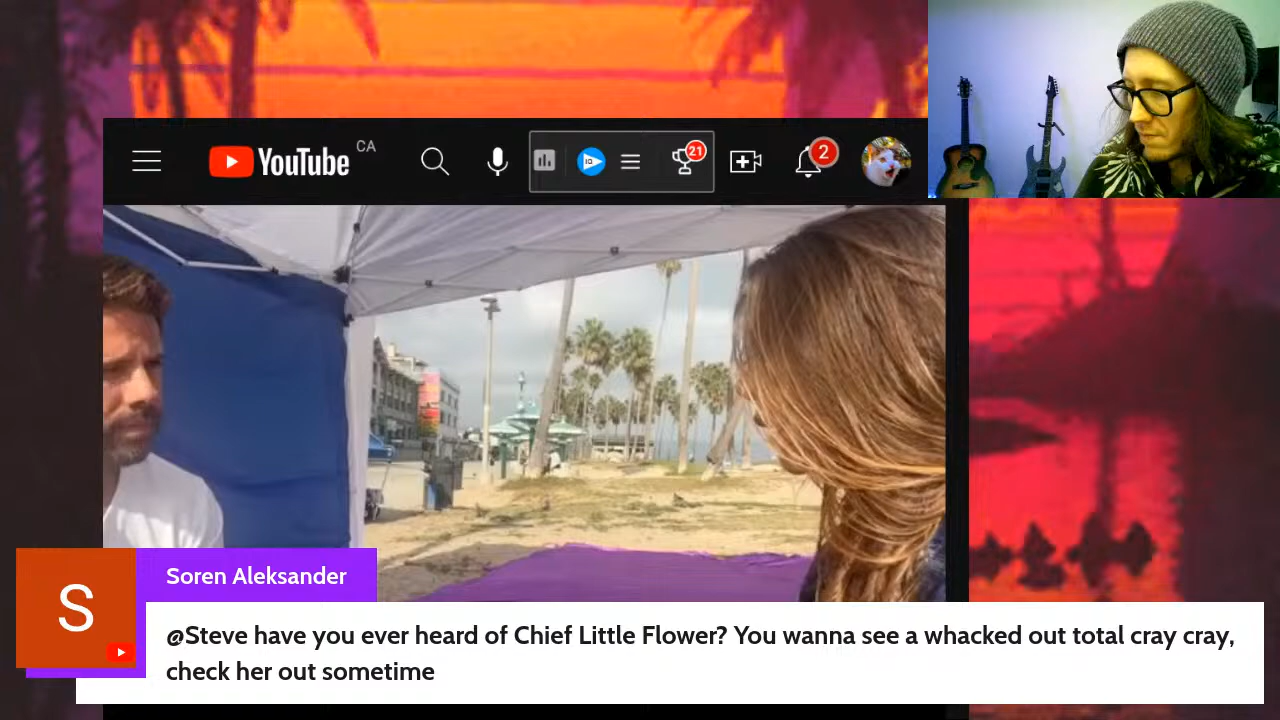 YouTube CA
IQ
21
2
Soren Aleksander
S
@Steve have you ever heard of Chief Little Flower? You wanna see a whacked out total cray cray,
check her out sometime